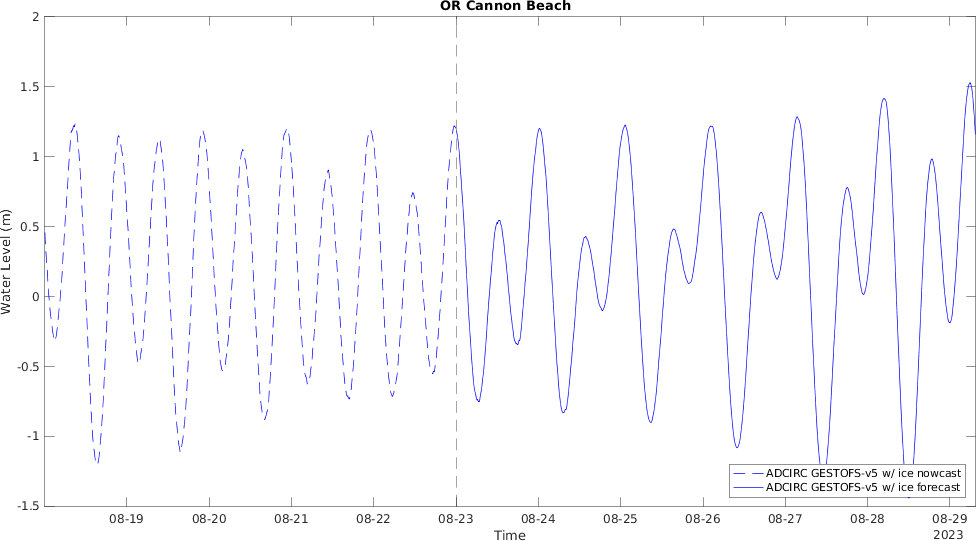 OR Cannon Beach
2
1.5
1
0.5
0
-0.5
-1
-1.5
Water Level (m)
ADCIRC GESTOFS-v5 w/ ice nowcast
ADCIRC GESTOFS-v5 w/ ice forecast
08-19 08-20 08-21 08-22 08-23 08-24 08-25 08-26 08-27 08-28 08-29
Time
2023